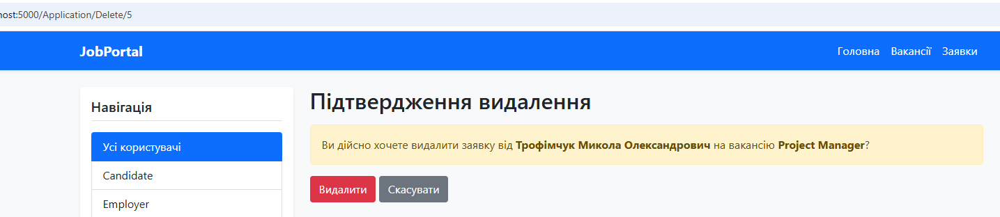 host:5000/Application/Delete/5
JobPortal
Головна Вакансії Заявки
Навігація
Усі користувачі
Candidate
Employer
Підтвердження видалення
Ви дійсно хочете видалити заявку від Трофімчук Микола Олександрович на вакансію Project Manager?
Видалити Скасувати